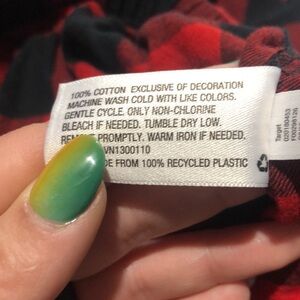 100% COTTON EXCLUSIVE OF DECORATION
MACHINE WASH COLD WITH LIKE COLORS.
GENTLE CYCLE. ONLY NON-CHLORINE
BLEACH IF NEEDED. TUMBLE DRY LOW.
PROMPTLY. WARM IRON IF NEEDED.
VN1300110
DE FROM 100% RECYCLED PLASTIC
Target